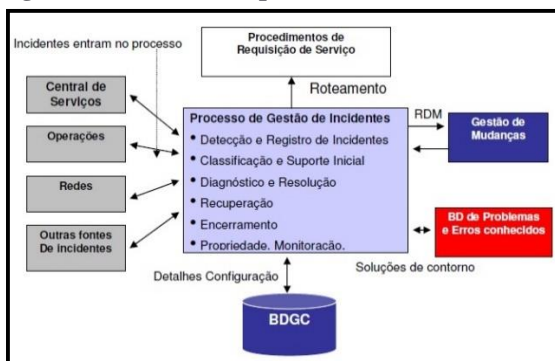 Incidentes entram no processo
Procedimentos de
Requisição de Serviço
Roteamento
Central de
Serviços
Operações
Redes
Outras fontes
De incidentes
Processo de Gestão de Incidentes
• Detecção e Registro de Incidentes
• Classificação e Suporte Inicial
• Diagnóstico e Resolução
• Recuperação
• Encerramento
• Propriedade. Monitoração.
RDM
Gestão de
Mudanças
BD de Problemas
e Erros conhecidos
Soluções de contorno
Detalhes Configuração
BDGC